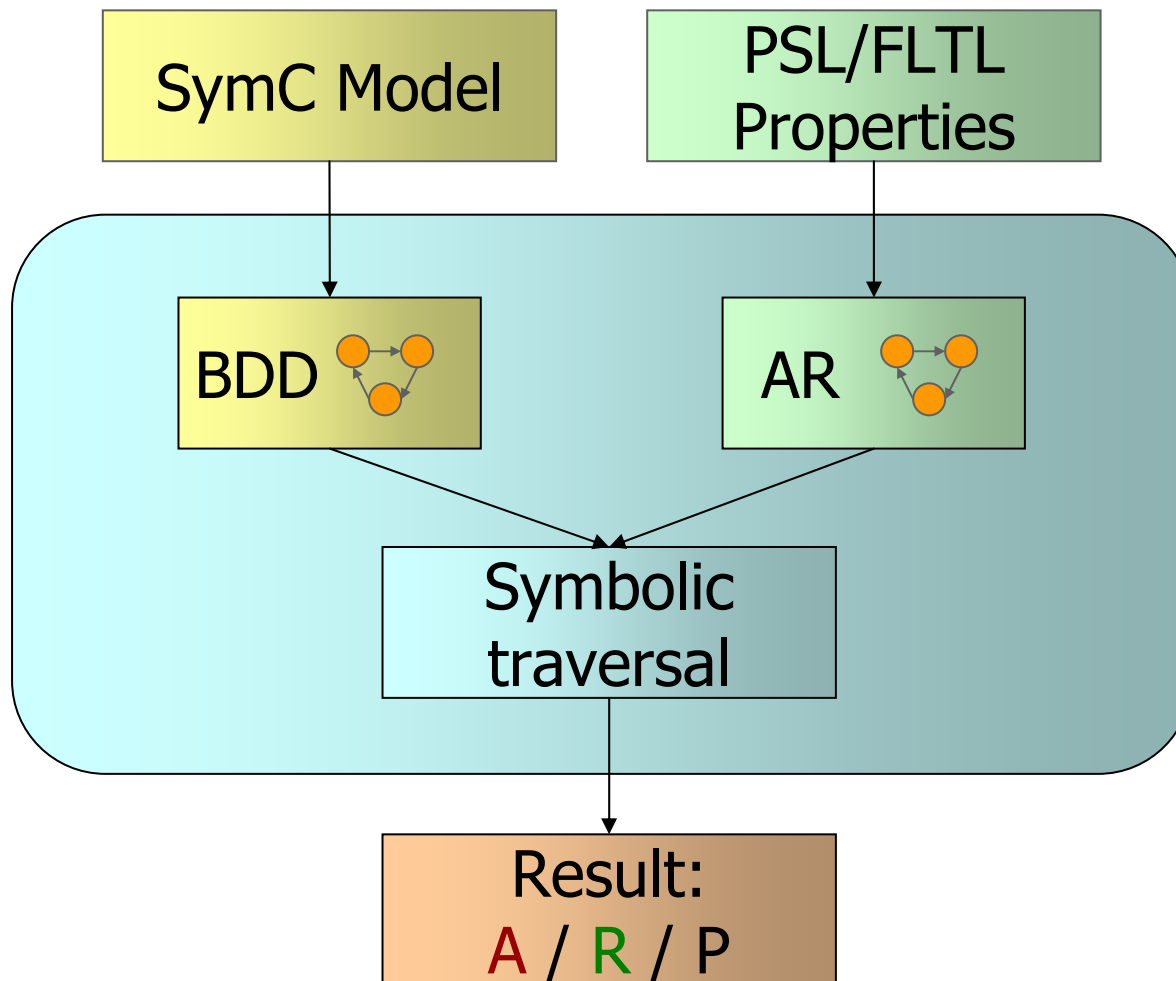 SymC Model
PSL/FLTL
Properties
BDD
AR
Symbolic
traversal
Result:
A / R / P